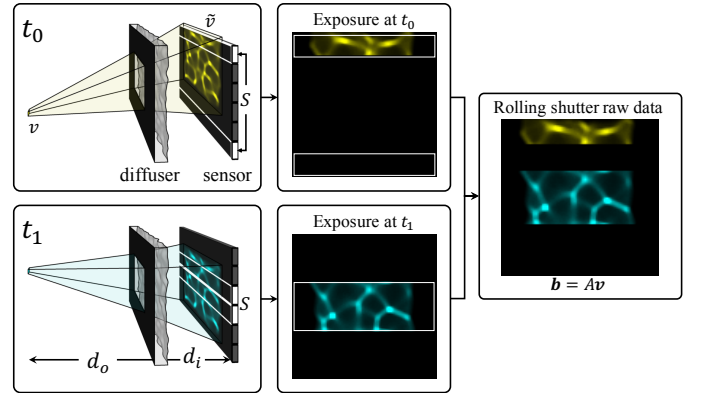 t₀
ṽ
v
S
diffuser
sensor
Exposure at t₀
Rolling shutter raw data
b = Av
t₁
S
dₒ
dᵢ
Exposure at t₁